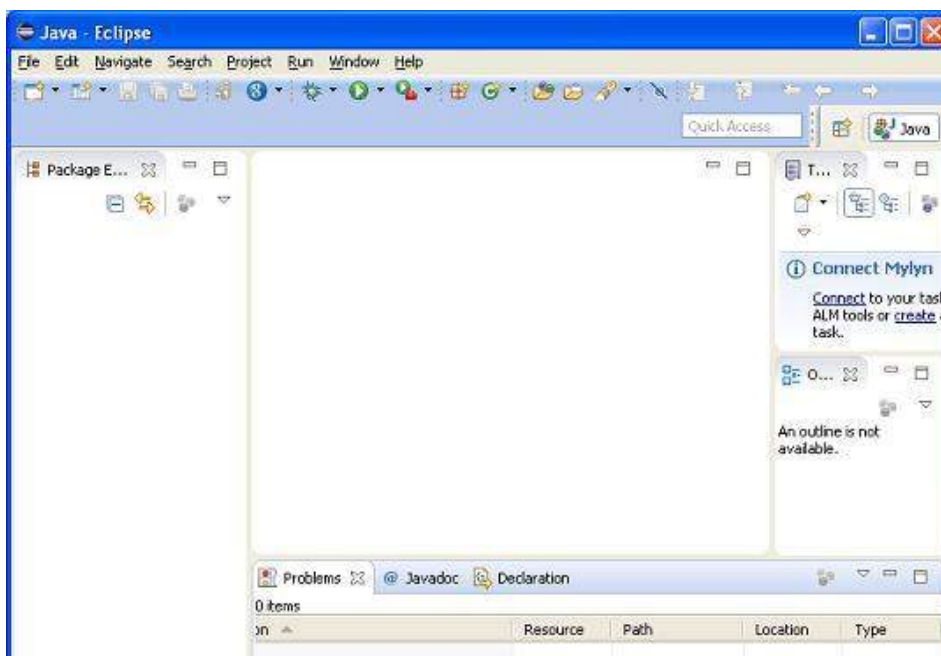 Java - Eclipse
File Edit Navigate Search Project Run Window Help
Quick Access
Java
Package E...
T...
Connect Mylyn
Connect to your tas
ALM tools or create a
task.
O...
An outline is not
available.
Problems @ Javadoc Declaration
0 items
on Resource Path Location Type